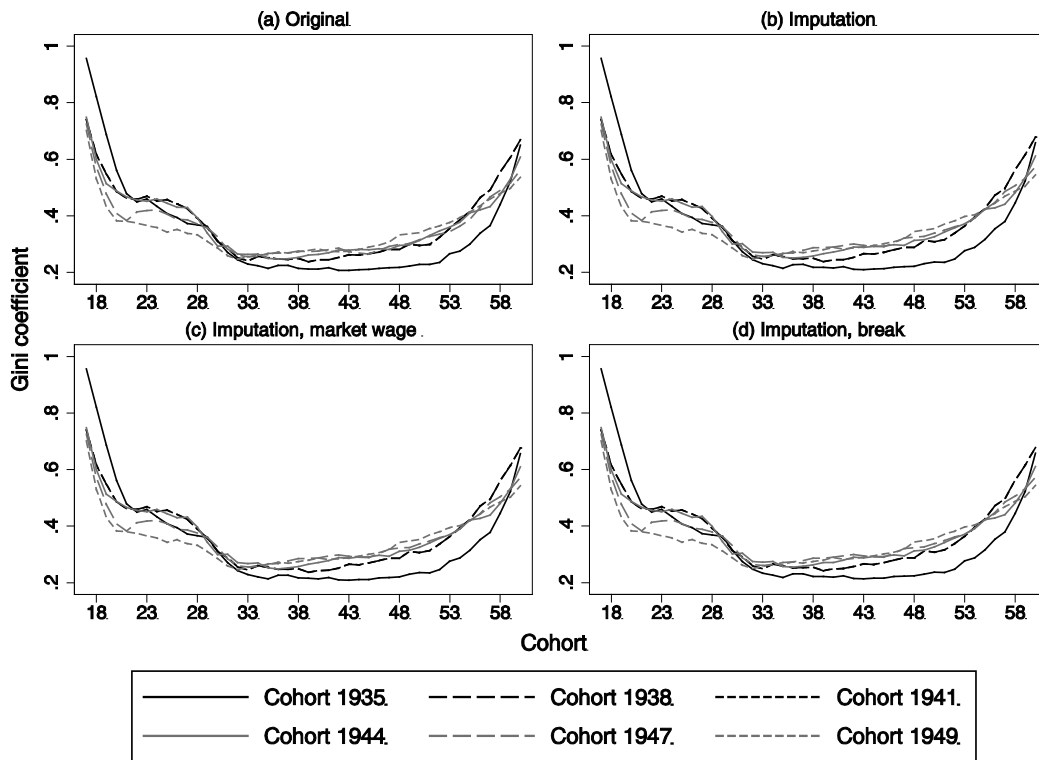 (a) Original.
(b) Imputation.
1.
.8.
.6.
.4.
.2.
18. 23. 28. 33. 38. 43. 48. 53. 58.
1.
.8.
.6.
.4.
.2.
18. 23. 28. 33. 38. 43. 48. 53. 58.
(c) Imputation, market wage .
(d) Imputation, break.
1.
.8.
.6.
.4.
.2.
18. 23. 28. 33. 38. 43. 48. 53. 58.
1.
.8.
.6.
.4.
.2.
18. 23. 28. 33. 38. 43. 48. 53. 58.
Gini coefficient.
Cohort.
Cohort 1935. Cohort 1938. Cohort 1941.
Cohort 1944. Cohort 1947. Cohort 1949.